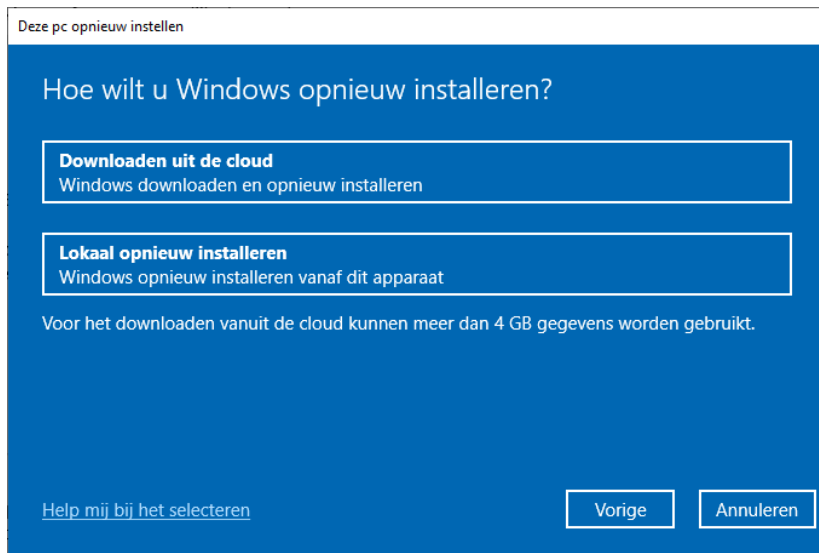 Deze pc opnieuw instellen
Hoe wilt u Windows opnieuw installeren?
Downloaden uit de cloud
Windows downloaden en opnieuw installeren
Lokaal opnieuw installeren
Windows opnieuw installeren vanaf dit apparaat
Voor het downloaden vanuit de cloud kunnen meer dan 4 GB gegevens worden gebruikt.
Help mij bij het selecteren
Vorige
Annuleren